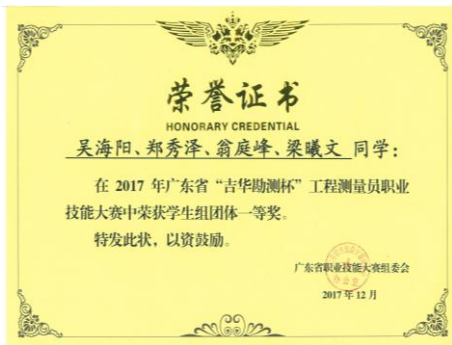 荣誉证书
HONORARY CREDENTIAL
吴海阳、郑秀泽、翁庭峰、梁曦文 同学：
在 2017 年广东省“吉华勘测杯”工程测量员职业
技能大赛中荣获学生组团体一等奖。
特发此状，以资鼓励。
广东省职业技能大赛组委会
2017 年 12 月